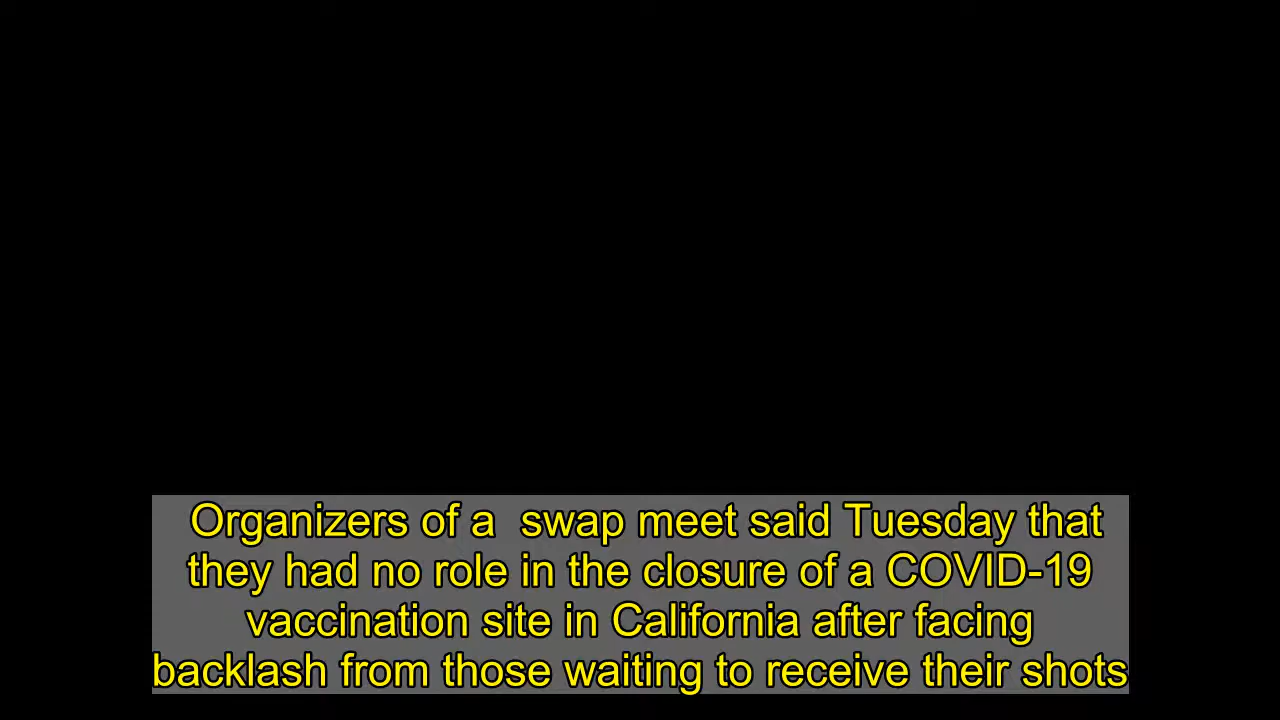 Organizers of a  swap meet said Tuesday that
they had no role in the closure of a COVID-19
vaccination site in California after facing
backlash from those waiting to receive their shots